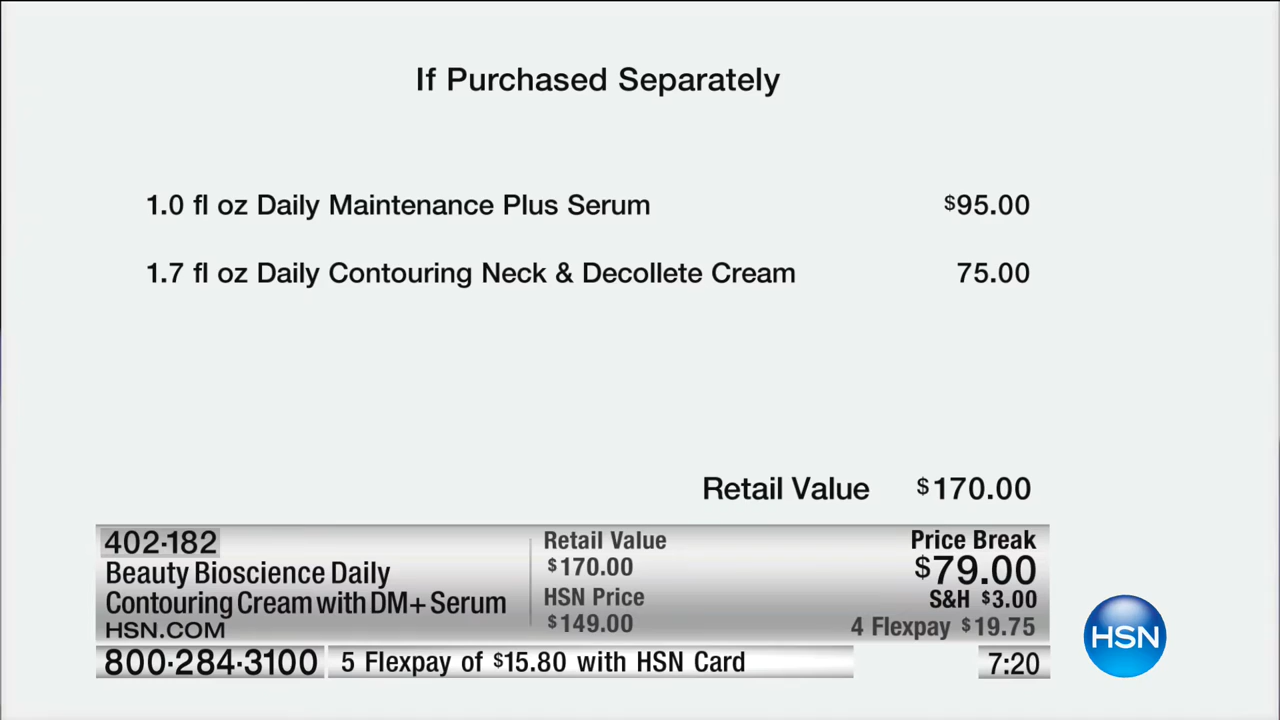 If Purchased Separately
1.0 fl oz Daily Maintenance Plus Serum $95.00
1.7 fl oz Daily Contouring Neck & Decollete Cream 75.00
Retail Value $170.00
402·182
Beauty Bioscience Daily
Contouring Cream with DM+ Serum
HSN.COM
Retail Value
$170.00
HSN Price
$149.00
Price Break
$79.00
S&H $3.00
4 Flexpay $19.75
800·284·3100
5 Flexpay of $15.80 with HSN Card
7:20
HSN